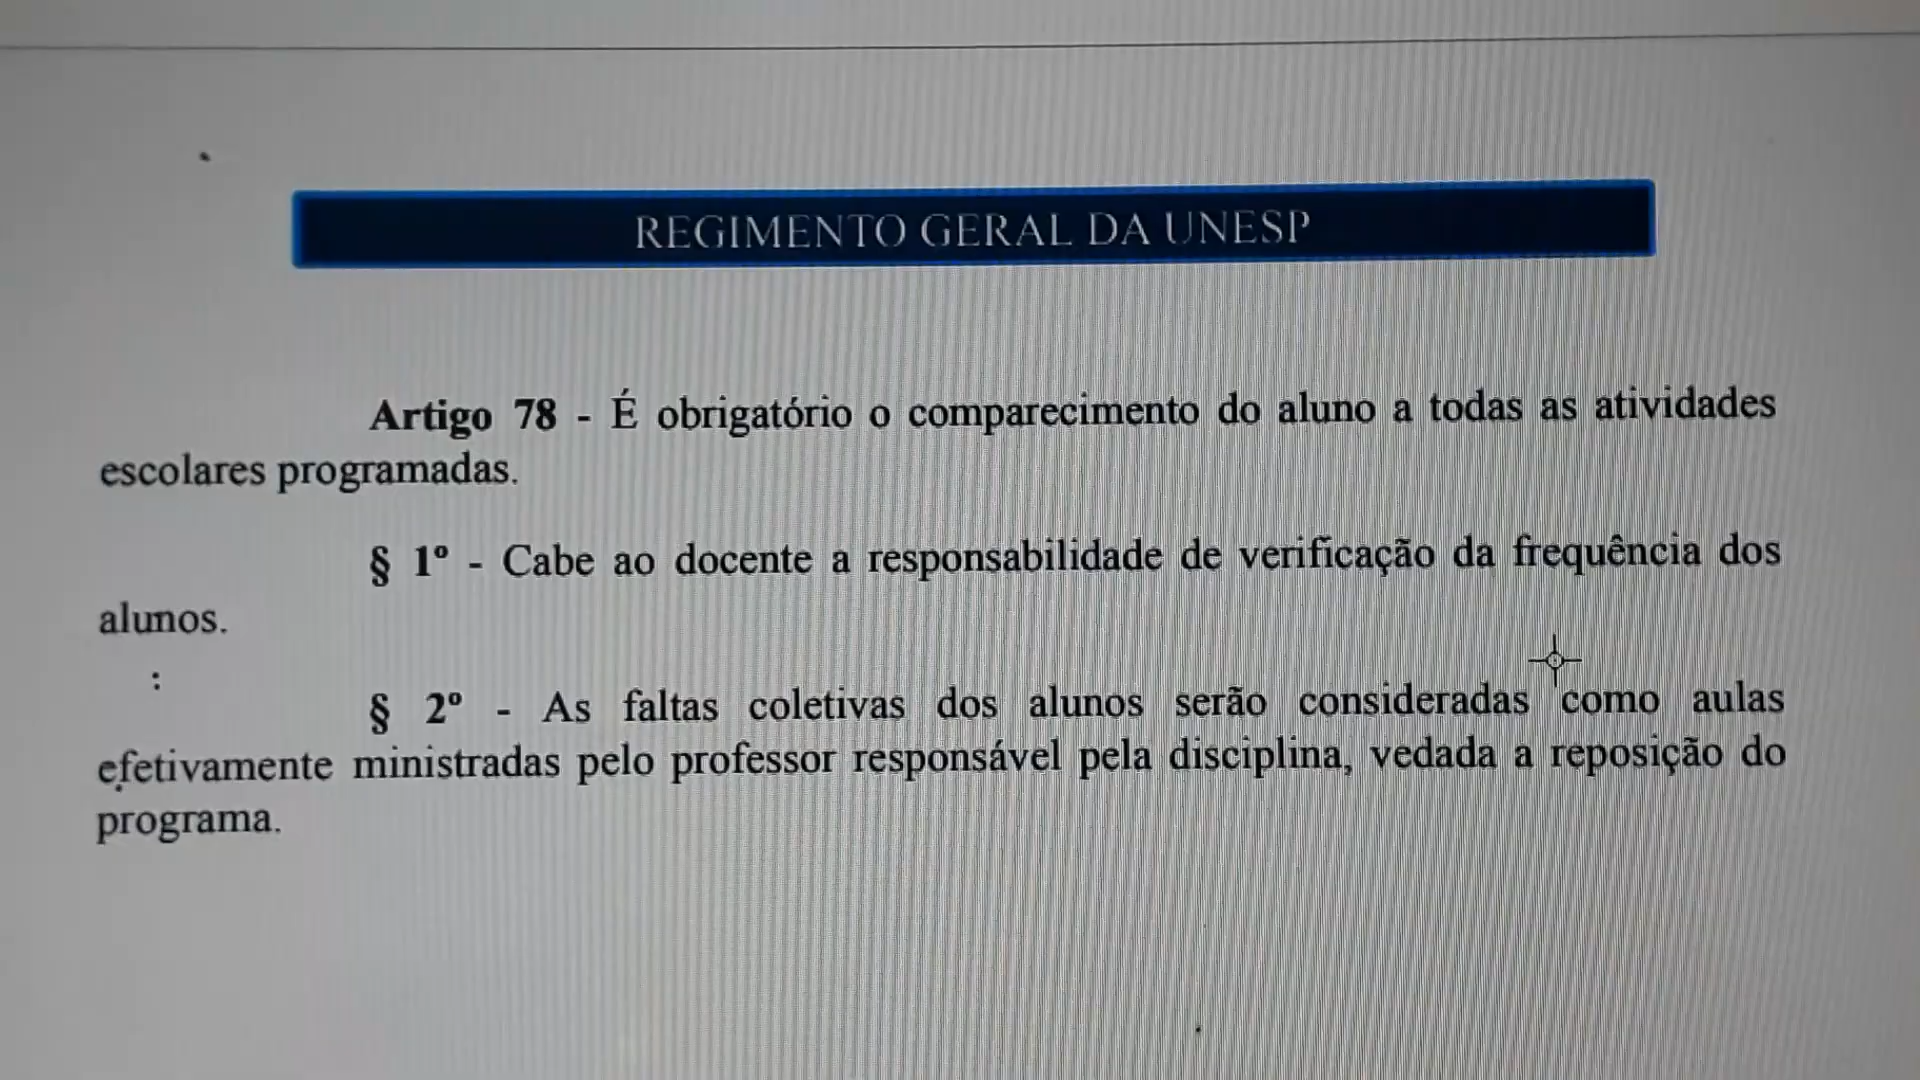 REGIMENTO GERAL DA UNESP
Artigo 78 - É obrigatório o comparecimento do aluno a todas as atividades
escolares programadas.
§ 1º - Cabe ao docente a responsabilidade de verificação da frequência dos
alunos.
§ 2º - As faltas coletivas dos alunos serão consideradas como aulas
efetivamente ministradas pelo professor responsável pela disciplina, vedada a reposição do
programa.